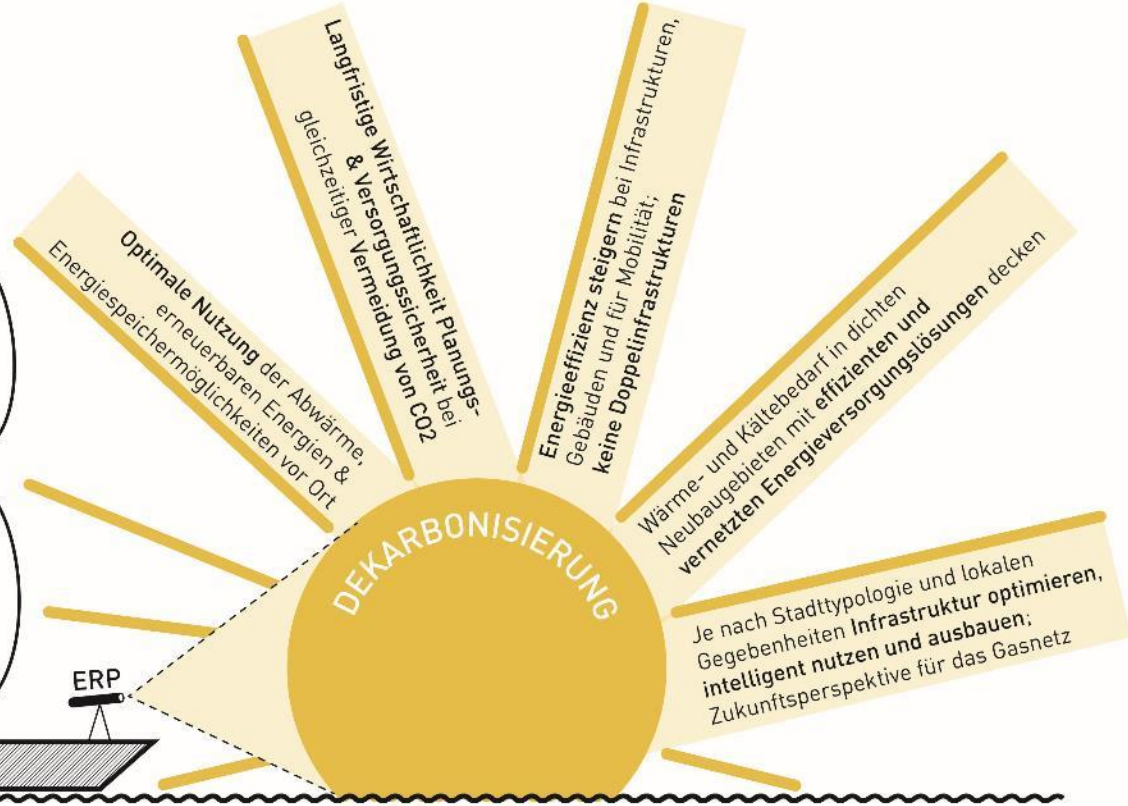 Optimale Nutzung der Abwärme,
erneuerbaren Energien &
Energiespeichermöglichkeiten vor Ort
Langfristige Wirtschaftlichkeit Planungs-
& Versorgungssicherheit bei
gleichzeitiger Vermeidung von CO2
Energieeffizienz steigern bei Infrastrukturen,
Gebäuden und für Mobilität;
keine Doppelinfrastrukturen
Wärme- und Kältebedarf in dichten
Neubaugebieten mit effizienten und
vernetzten Energieversorgungslösungen decken
Je nach Stadttypologie und lokalen
Gegebenheiten Infrastruktur optimieren,
intelligent nutzen und ausbauen;
Zukunftsperspektive für das Gasnetz
DEKARBONISIERUNG
ERP